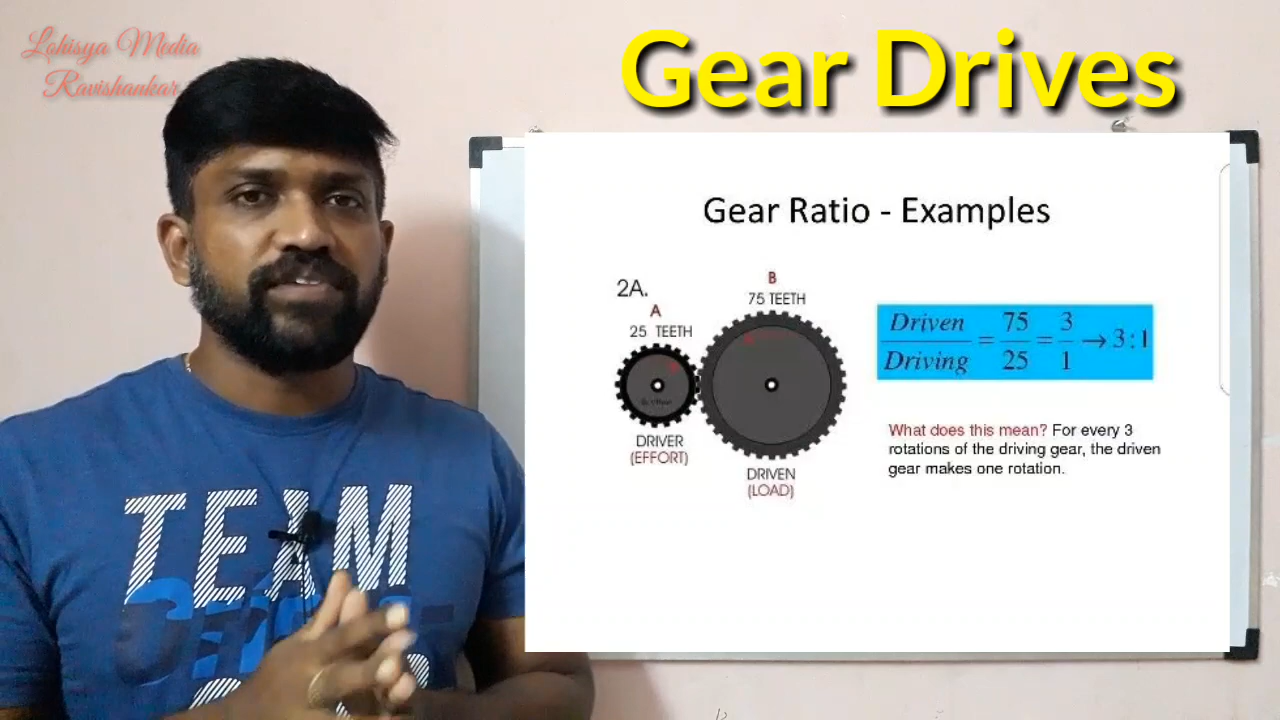 Lohisya Media
Ravishankar
Gear Drives
Gear Ratio - Examples
2A.
A
25 TEETH
B
75 TEETH
DRIVER
(EFFORT)
DRIVEN
(LOAD)
Driven
Driving
= 75
25
= 3
1
→ 3:1
What does this mean? For every 3
rotations of the driving gear, the driven
gear makes one rotation.
TEAM